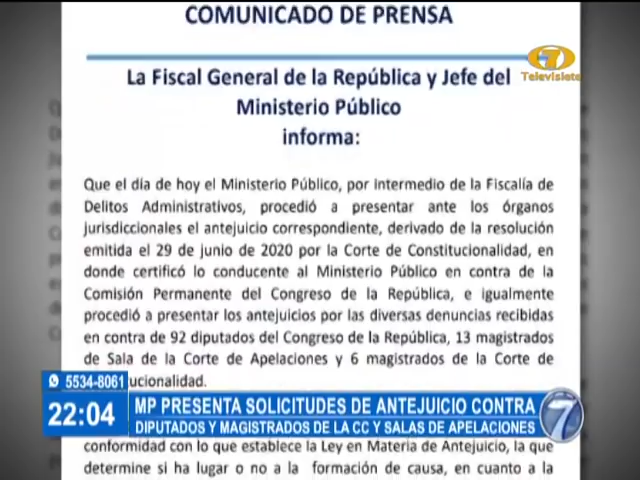 COMUNICADO DE PRENSA
7
Televisiete
La Fiscal General de la República y Jefe del
Ministerio Público
informa:
Que el día de hoy el Ministerio Público, por intermedio de la Fiscalía de
Delitos Administrativos, procedió a presentar ante los órganos
jurisdiccionales el antejuicio correspondiente, derivado de la resolución
emitida el 29 de junio de 2020 por la Corte de Constitucionalidad, en
donde certificó lo conducente al Ministerio Público en contra de la
Comisión Permanente del Congreso de la República, e igualmente
procedió a presentar los antejuicios por las diversas denuncias recibidas
en contra de 92 diputados del Congreso de la República, 13 magistrados
de Sala de la Corte de Apelaciones y 6 magistrados de la Corte de
ucionalidad.
5534-8061
22:04
MP PRESENTA SOLICITUDES DE ANTEJUICIO CONTRA
DIPUTADOS Y MAGISTRADOS DE LA CC Y SALAS DE APELACIONES
7
conformidad con lo que establece la Ley en Materia de Antejuicio, la que
determine si ha lugar o no a la formación de causa, en cuanto a la